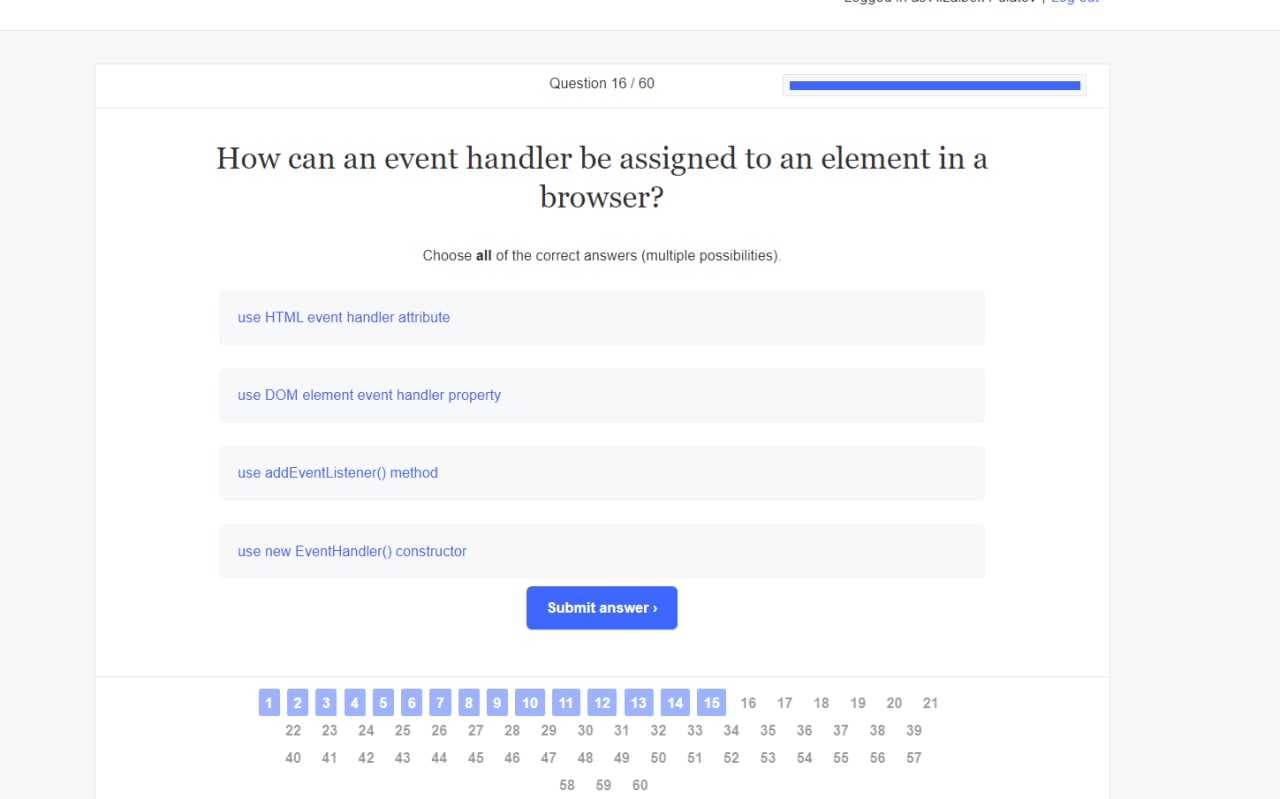 Question 16 / 60
How can an event handler be assigned to an element in a
browser?
Choose all of the correct answers (multiple possibilities).
use HTML event handler attribute
use DOM element event handler property
use addEventListener() method
use new EventHandler() constructor
Submit answer ›
1 2 3 4 5 6 7 8 9 10 11 12 13 14 15 16 17 18 19 20 21
22 23 24 25 26 27 28 29 30 31 32 33 34 35 36 37 38 39
40 41 42 43 44 45 46 47 48 49 50 51 52 53 54 55 56 57
58 59 60